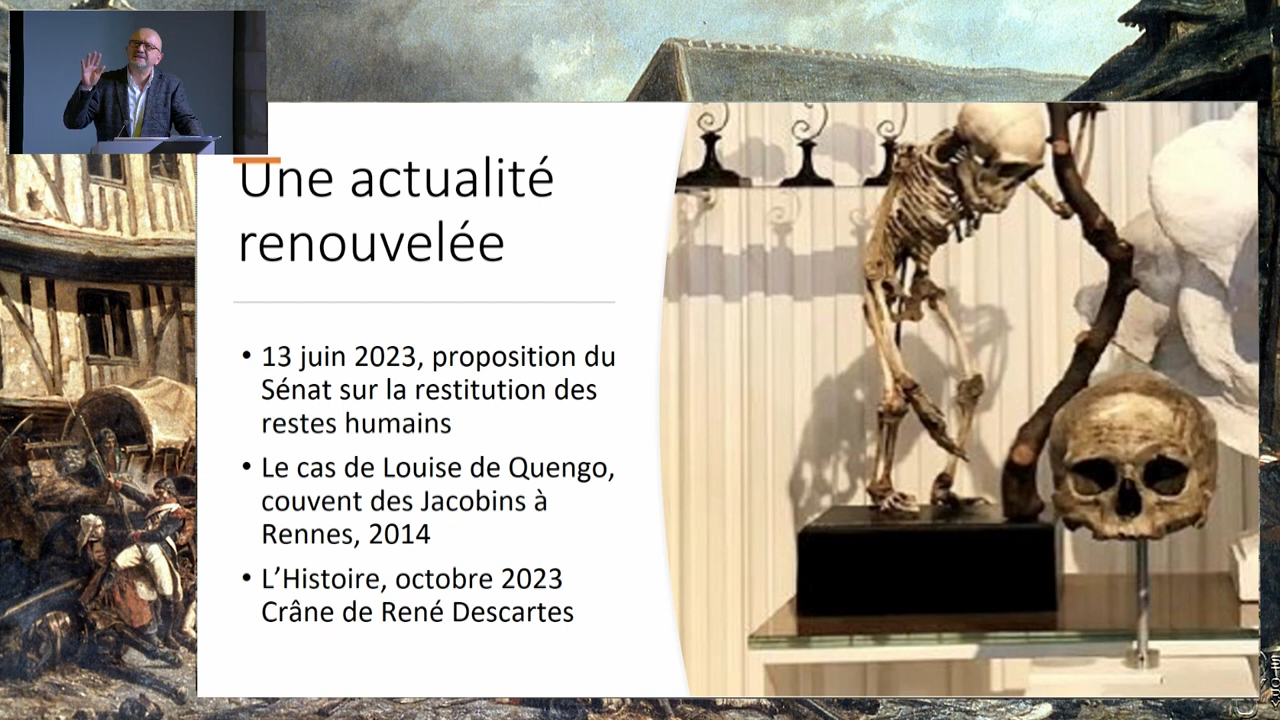 Une actualité
renouvelée
• 13 juin 2023, proposition du
Sénat sur la restitution des
restes humains
• Le cas de Louise de Quengo,
couvent des Jacobins à
Rennes, 2014
• L’Histoire, octobre 2023
Crâne de René Descartes